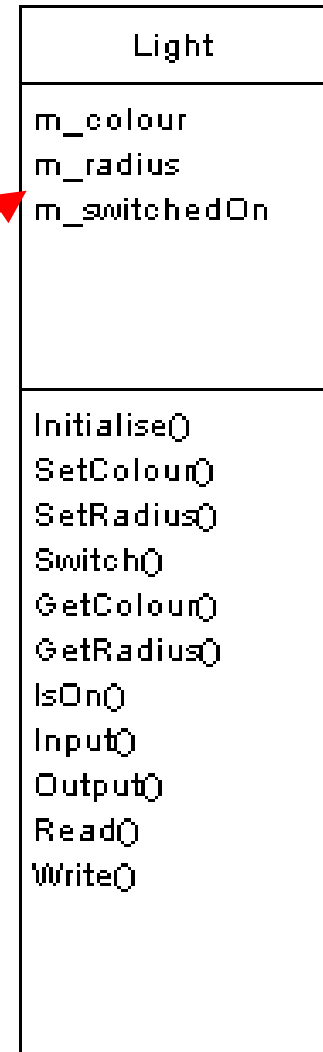 Light
m_colour
m_radius
m_switchedOn
Initialise()
SetColour()
SetRadius()
Switch()
GetColour()
GetRadius()
IsOn()
Input()
Output()
Read()
Write()